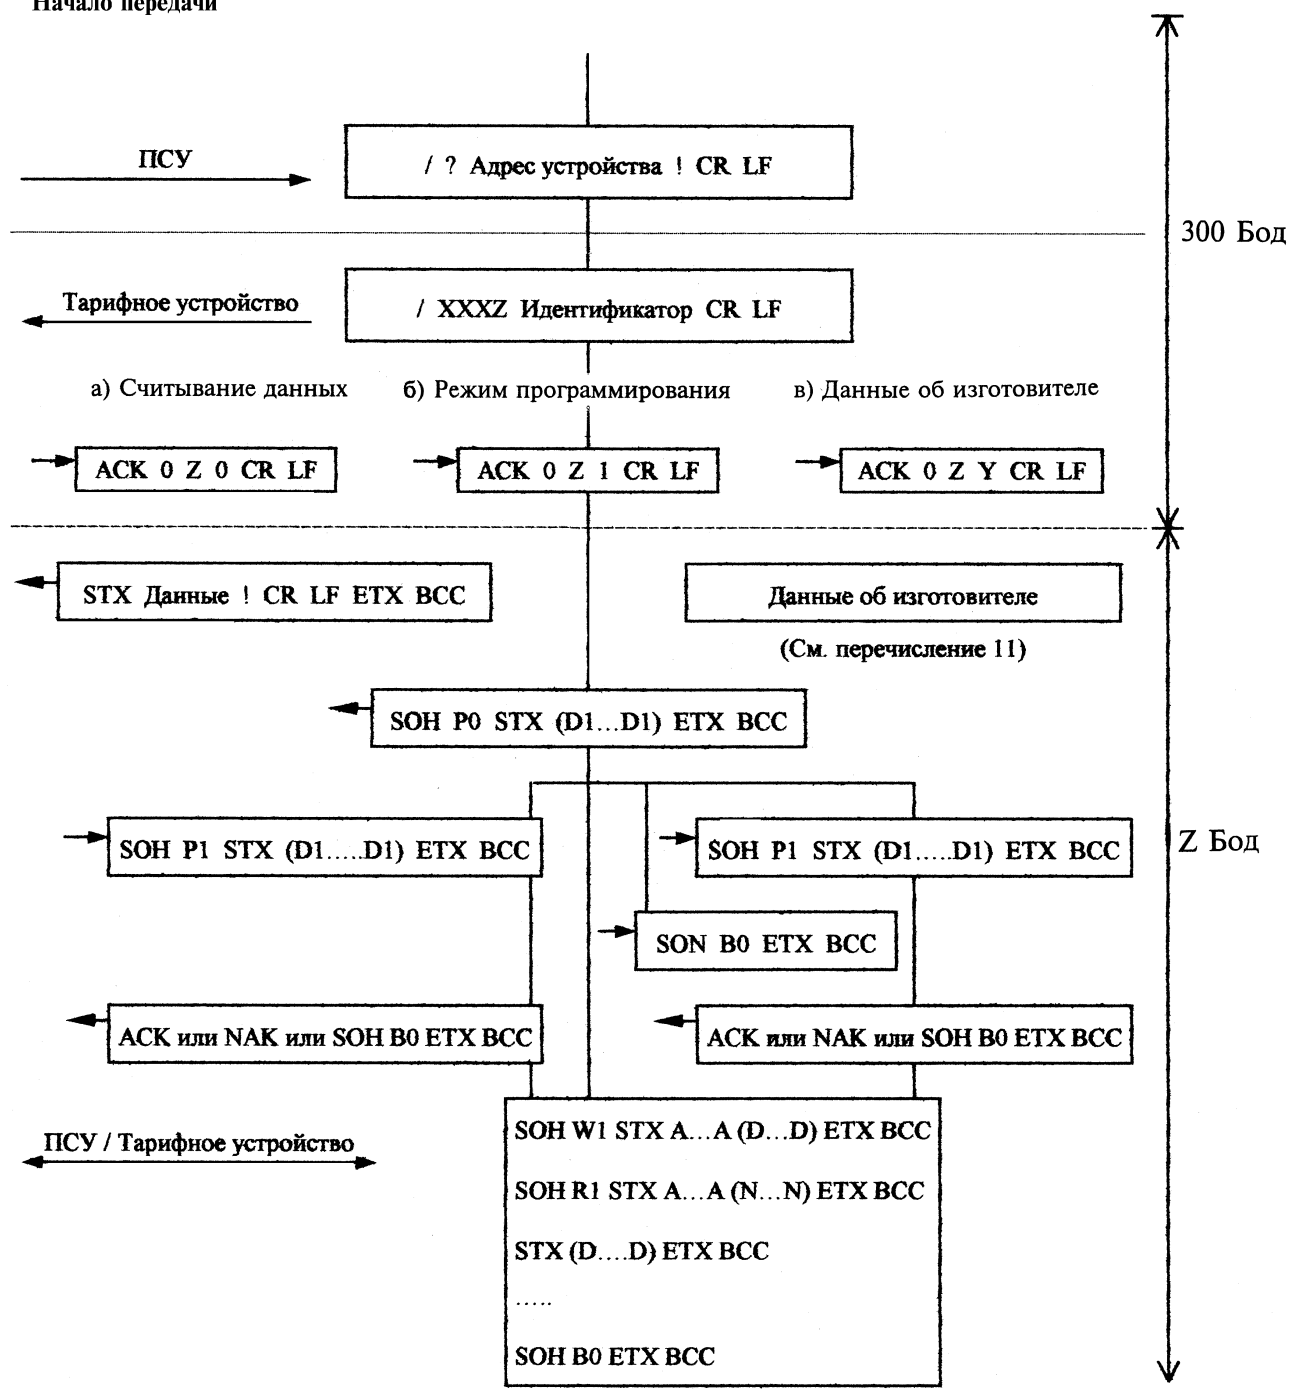 Начало передачи
ПСУ
/ ? Адрес устройства ! CR LF
300 Бод
Тарифное устройство
/ XXXZ Идентификатор CR LF
а) Считывание данных
б) Режим программирования
в) Данные об изготовителе
ACK 0 Z 0 CR LF
ACK 0 Z 1 CR LF
ACK 0 Z Y CR LF
STX Данные ! CR LF ETX BCC
Данные об изготовителе
(См. перечисление 11)
SOH P0 STX (D1...D1) ETX BCC
SOH P1 STX (D1.....D1) ETX BCC
SOH P1 STX (D1.....D1) ETX BCC
Z Бод
SON B0 ETX BCC
ACK или NAK или SOH B0 ETX BCC
ACK или NAK или SOH B0 ETX BCC
ПСУ / Тарифное устройство
SOH W1 STX A...A (D...D) ETX BCC
SOH R1 STX A...A (N...N) ETX BCC
STX (D....D) ETX BCC
.....
SOH B0 ETX BCC